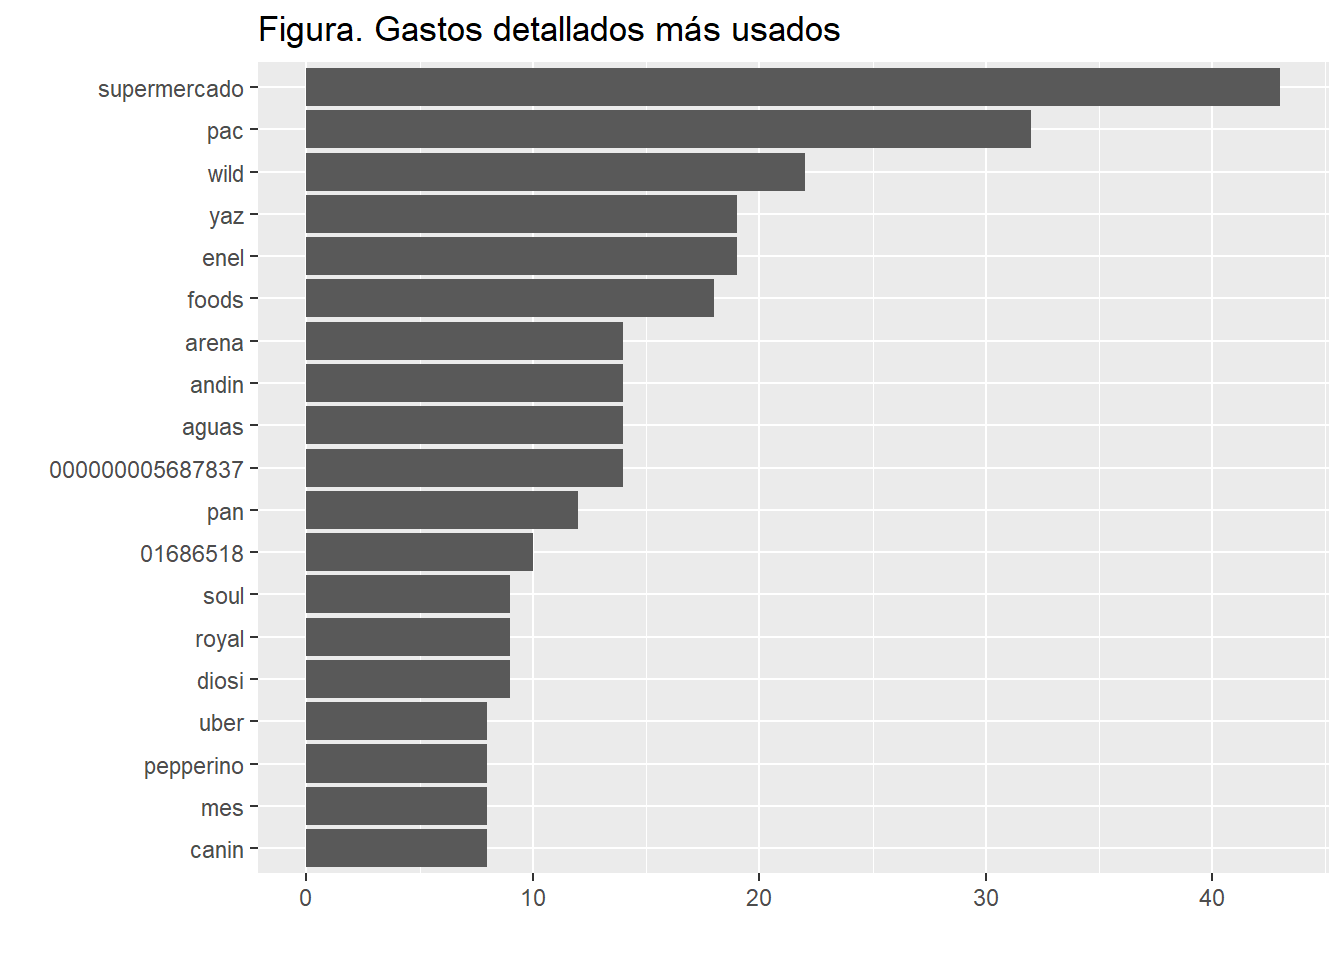 Figura. Gastos detallados más usados
supermercado
pac
wild
yaz
enel
foods
arena
andin
aguas
000000005687837
pan
01686518
soul
royal
diosi
uber
pepperino
mes
canin
0 10 20 30 40